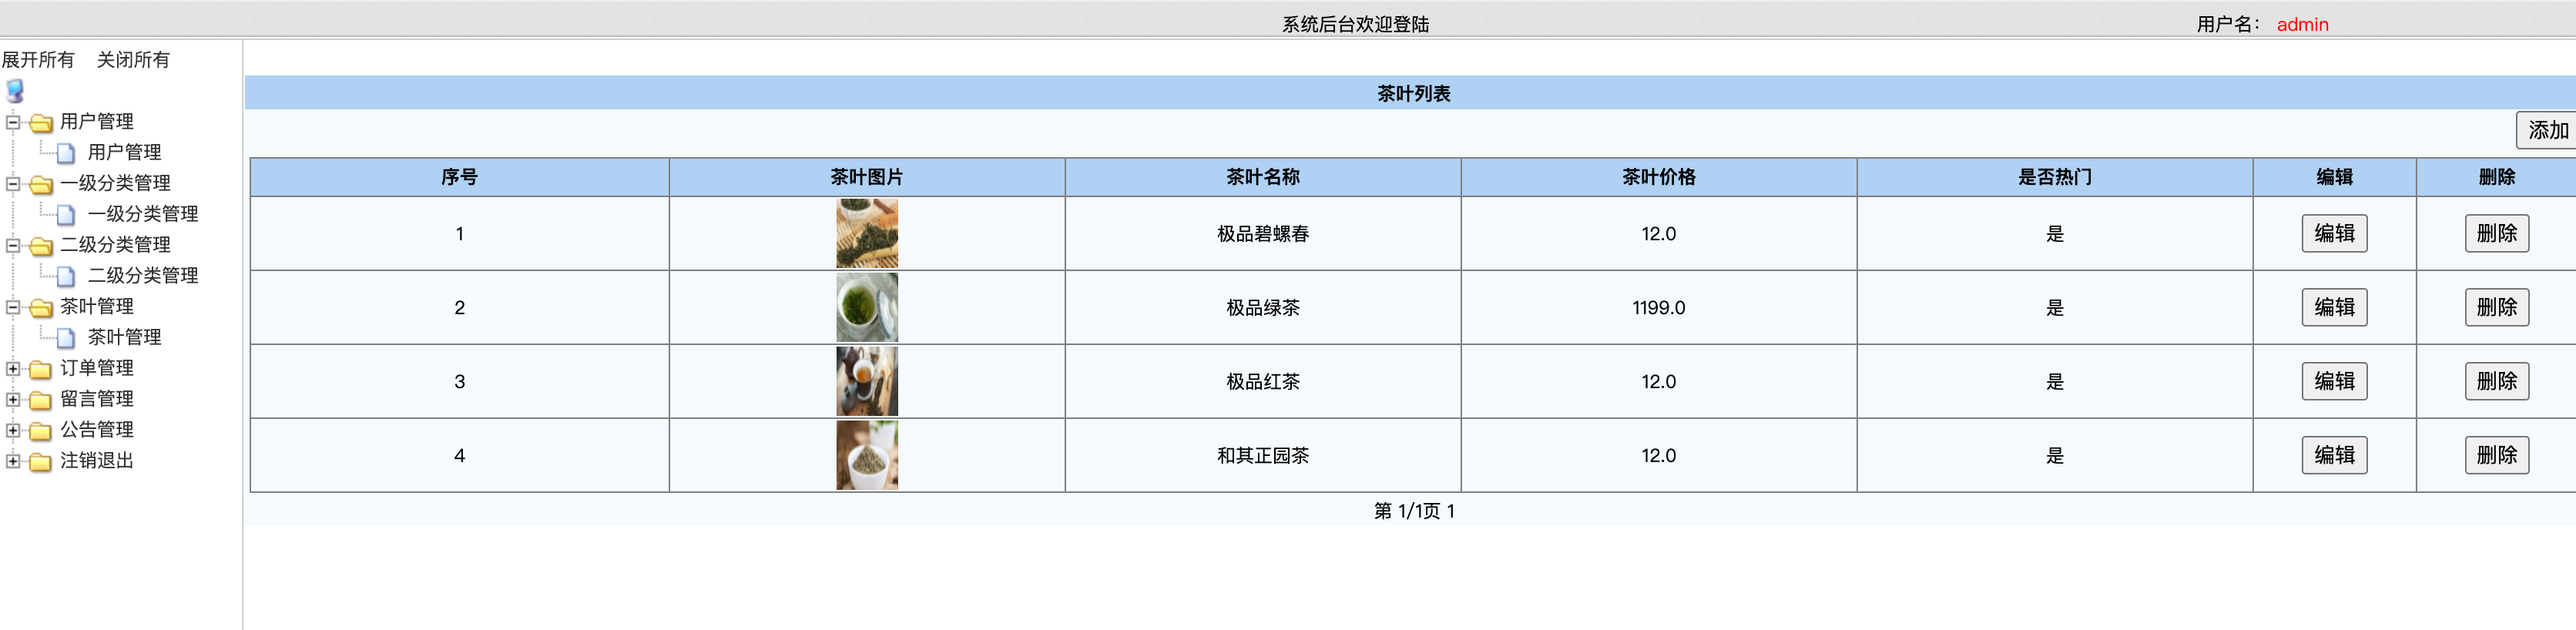 系统后台欢迎登陆 用户名： admin
展开所有 关闭所有
用户管理
用户管理
一级分类管理
一级分类管理
二级分类管理
二级分类管理
茶叶管理
茶叶管理
订单管理
留言管理
公告管理
注销退出
茶叶列表
添加
序号 茶叶图片 茶叶名称 茶叶价格 是否热门 编辑 删除
1 极品碧螺春 12.0 是 编辑 删除
2 极品绿茶 1199.0 是 编辑 删除
3 极品红茶 12.0 是 编辑 删除
4 和其正园茶 12.0 是 编辑 删除
第 1/1页 1